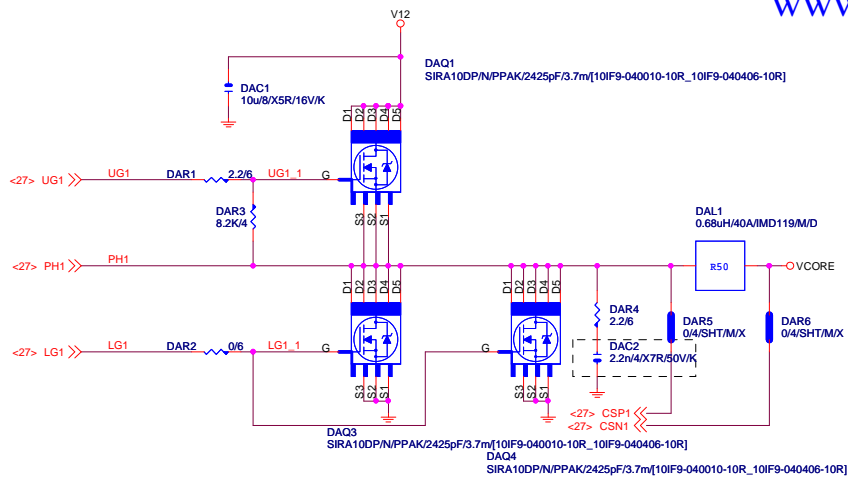 WWW
V12
DAQ1
SIRA10DP/N/PPAK/2425pF/3.7m/[10IF9-040010-10R_10IF9-040406-10R]
DAC1
10u/8/X5R/16V/K
D1 D2 D3 D4 D5
<27> UG1 UG1 DAR1 2.2/6 UG1_1 G
DAR3
8.2K/4
S3 S2 S1
DAL1
0.68uH/40A/IMD119/M/D
<27> PH1 PH1
R50
VCORE
D1 D2 D3 D4 D5
D1 D2 D3 D4 D5
DAR4
2.2/6
DAR5
0/4/SHT/M/X
DAR6
0/4/SHT/M/X
<27> LG1 LG1 DAR2 0/6 LG1_1 G
G
DAC2
2.2n/4/X7R/50V/K
S3 S2 S1
S3 S2 S1
<27> CSP1
<27> CSN1
DAQ3
SIRA10DP/N/PPAK/2425pF/3.7m/[10IF9-040010-10R_10IF9-040406-10R]
DAQ4
SIRA10DP/N/PPAK/2425pF/3.7m/[10IF9-040010-10R_10IF9-040406-10R]